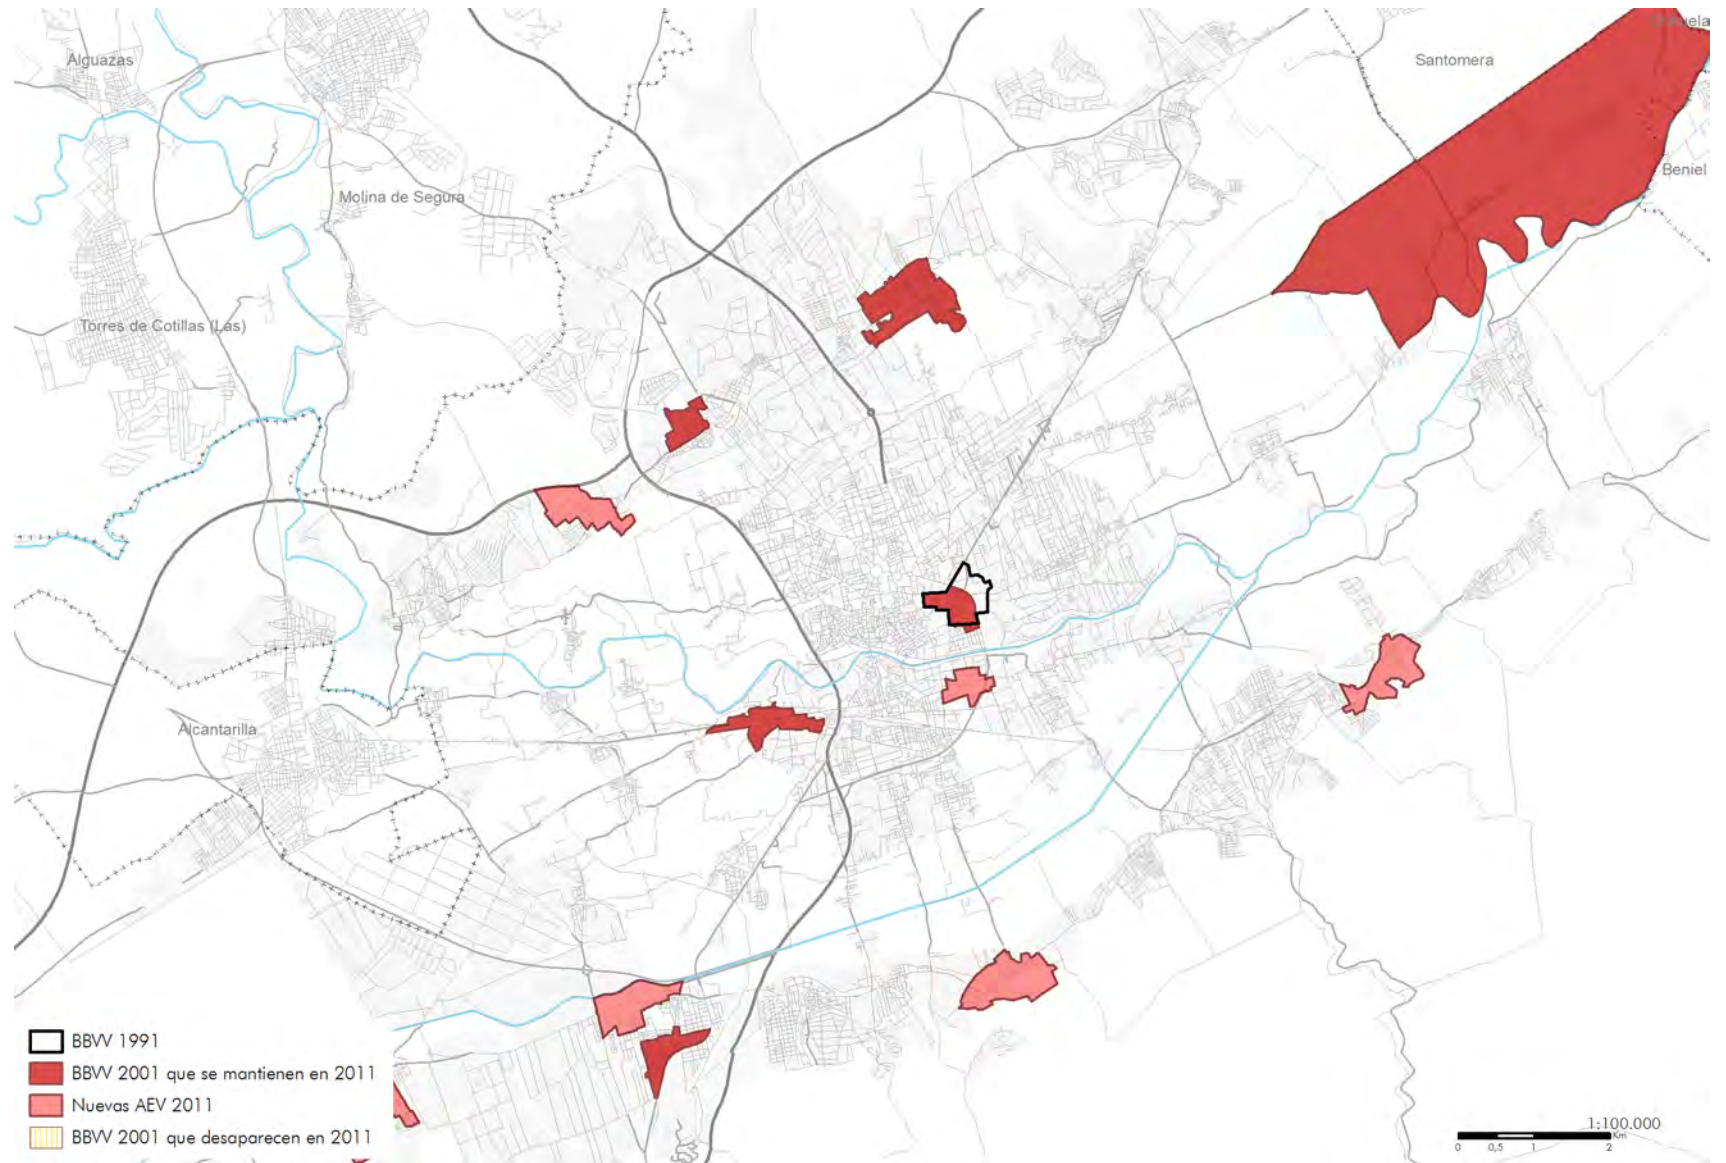 Orihuela
Alguazas
Santomera
Beniel
Molina de Segura
Torres de Cotillas (Las)
Alcantarilla
BBVV 1991
BBVV 2001 que se mantienen en 2011
Nuevas AEV 2011
BBVV 2001 que desaparecen en 2011
1:100.000
Km
0 0,5 1 2